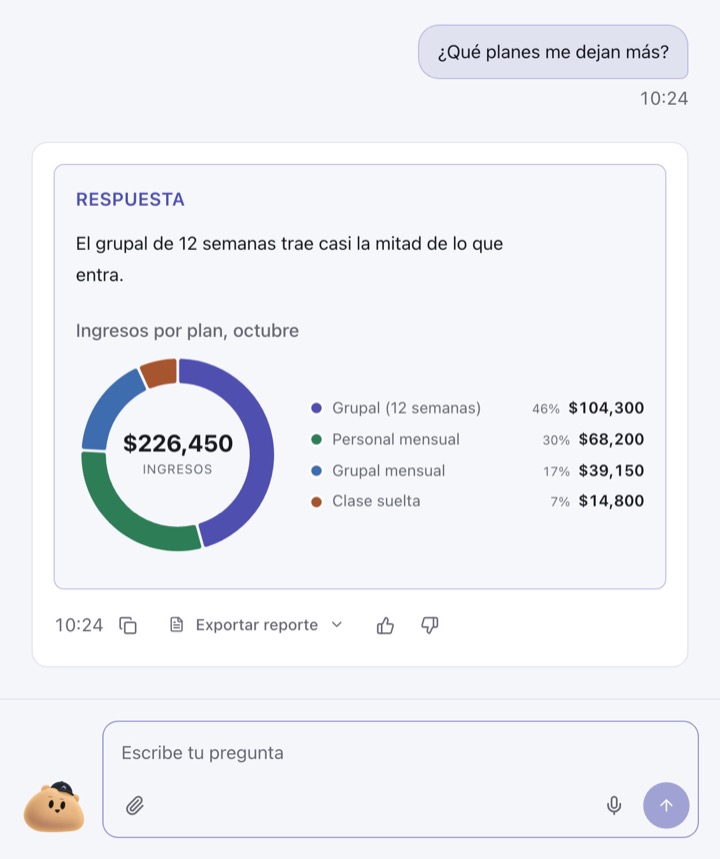 ¿Qué planes me dejan más?
10:24
RESPUESTA
El grupal de 12 semanas trae casi la mitad de lo que
entra.
Ingresos por plan, octubre
$226,450
INGRESOS
Grupal (12 semanas) 46% $104,300
Personal mensual 30% $68,200
Grupal mensual 17% $39,150
Clase suelta 7% $14,800
10:24 Exportar reporte
Escribe tu pregunta